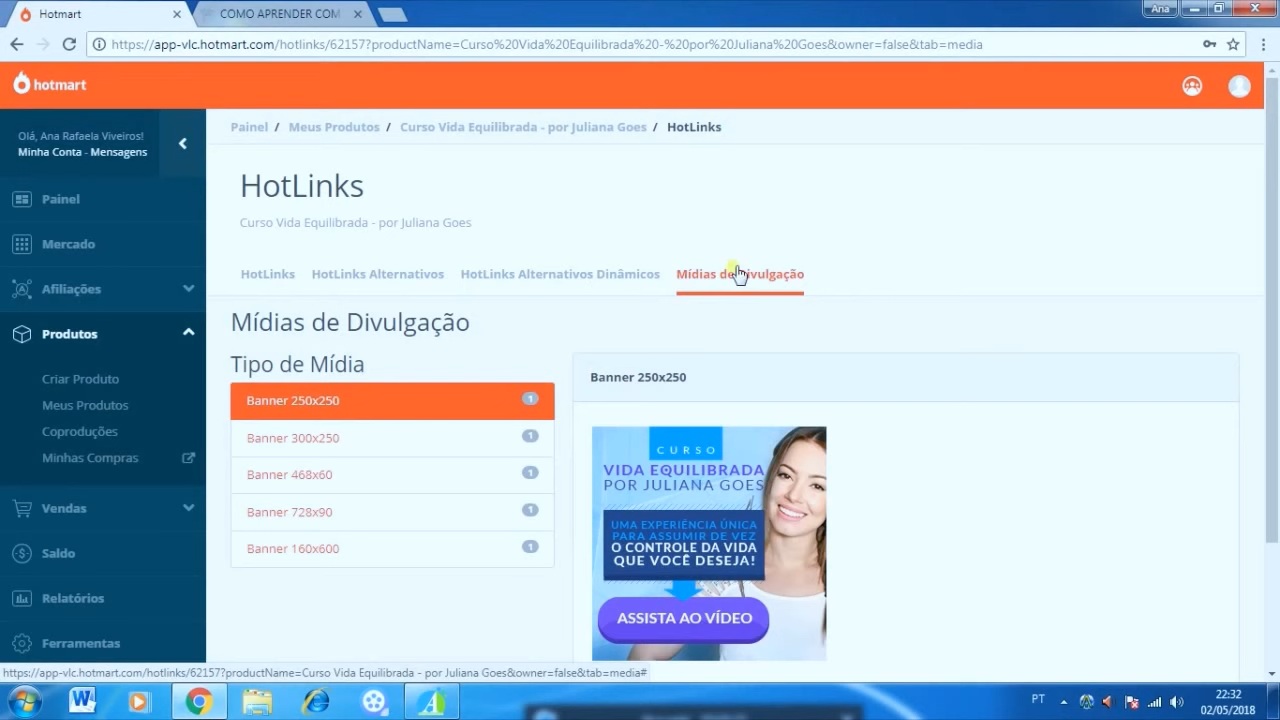 Hotmart
COMO APRENDER COM
Ana
https://app-vlc.hotmart.com/hotlinks/62157?productName=Curso%20Vida%20Equilibrada%20-%20por%20Juliana%20Goes&owner=false&tab=media
hotmart
Olá, Ana Rafaela Viveiros!
Minha Conta - Mensagens
Painel
Mercado
Afiliações
Produtos
Criar Produto
Meus Produtos
Coproduções
Minhas Compras
Vendas
Saldo
Relatórios
Ferramentas
Painel / Meus Produtos / Curso Vida Equilibrada - por Juliana Goes / HotLinks
HotLinks
Curso Vida Equilibrada - por Juliana Goes
HotLinks HotLinks Alternativos HotLinks Alternativos Dinâmicos Mídias de Divulgação
Mídias de Divulgação
Tipo de Mídia
Banner 250x250 1
Banner 300x250 1
Banner 468x60 1
Banner 728x90 1
Banner 160x600 1
Banner 250x250
CURSO
VIDA EQUILIBRADA
POR JULIANA GOES
UMA EXPERIÊNCIA ÚNICA
PARA ASSUMIR DE VEZ
O CONTROLE DA VIDA
QUE VOCÊ DESEJA!
ASSISTA AO VÍDEO
https://app-vlc.hotmart.com/hotlinks/62157?productName=Curso Vida Equilibrada - por Juliana Goes&owner=false&tab=media#
PT
22:32
02/05/2018